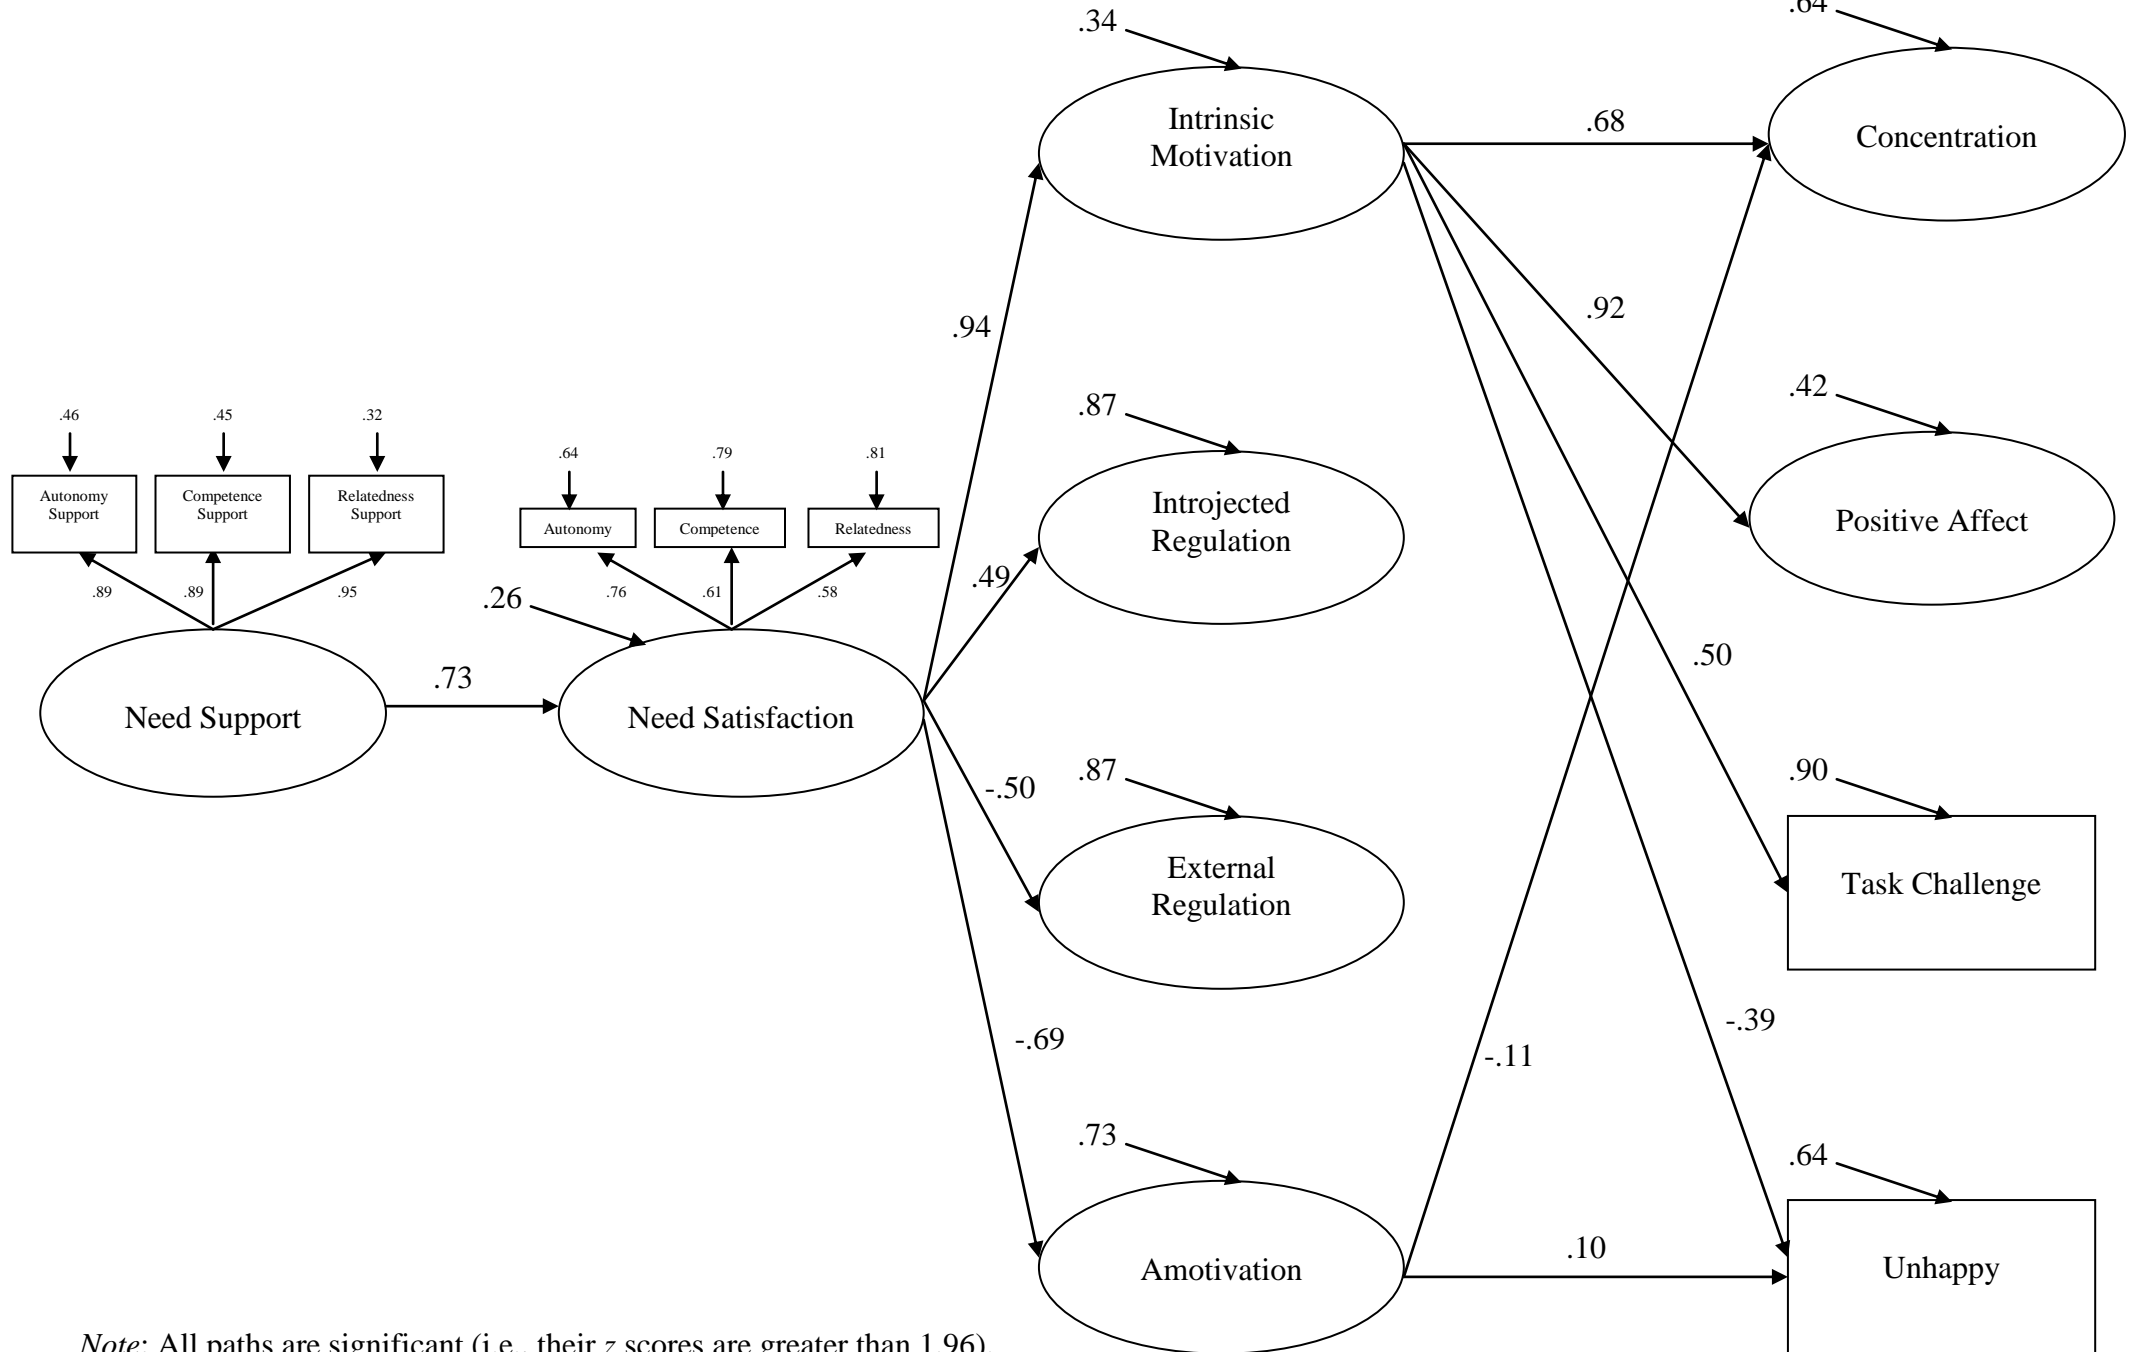 .64
.34
Intrinsic
Motivation
.68
Concentration
.94
.92
.87
.42
Introjected
Regulation
Positive Affect
.46
.45
.32
Autonomy
Support
Competence
Support
Relatedness
Support
.64
.79
.81
Autonomy
Competence
Relatedness
.89
.89
.95
.76
.61
.58
.26
.49
.73
Need Support
Need Satisfaction
.50
-.50
.87
.90
External
Regulation
Task Challenge
-.69
-.39
-.11
.73
.64
Amotivation
.10
Unhappy
Note: All paths are significant (i.e., their z scores are greater than 1.96).